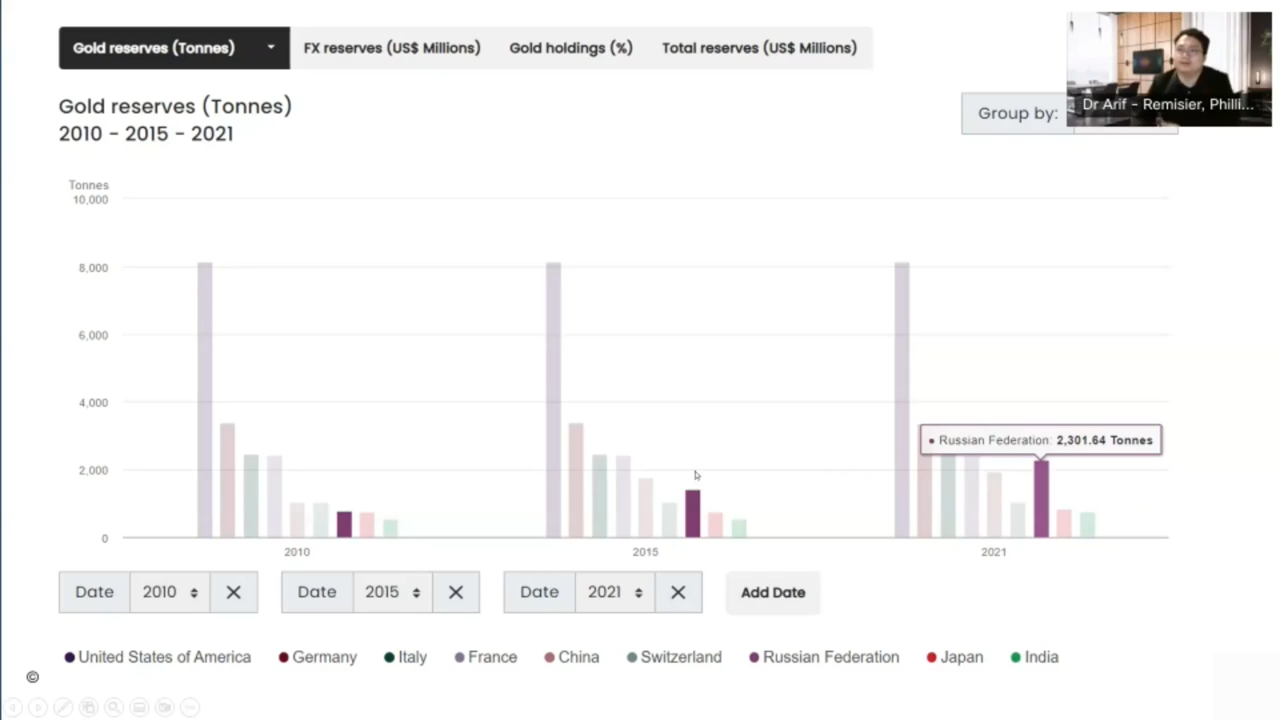 Gold reserves (Tonnes) FX reserves (US$ Millions) Gold holdings (%) Total reserves (US$ Millions)
Dr Arif - Remisier, Philli...
Gold reserves (Tonnes)
2010 - 2015 - 2021
Group by:
Tonnes
10,000
8,000
6,000
4,000
Russian Federation: 2,301.64 Tonnes
2,000
0
2010 2015 2021
Date 2010 Date 2015 Date 2021 Add Date
United States of America Germany Italy France China Switzerland Russian Federation Japan India
©